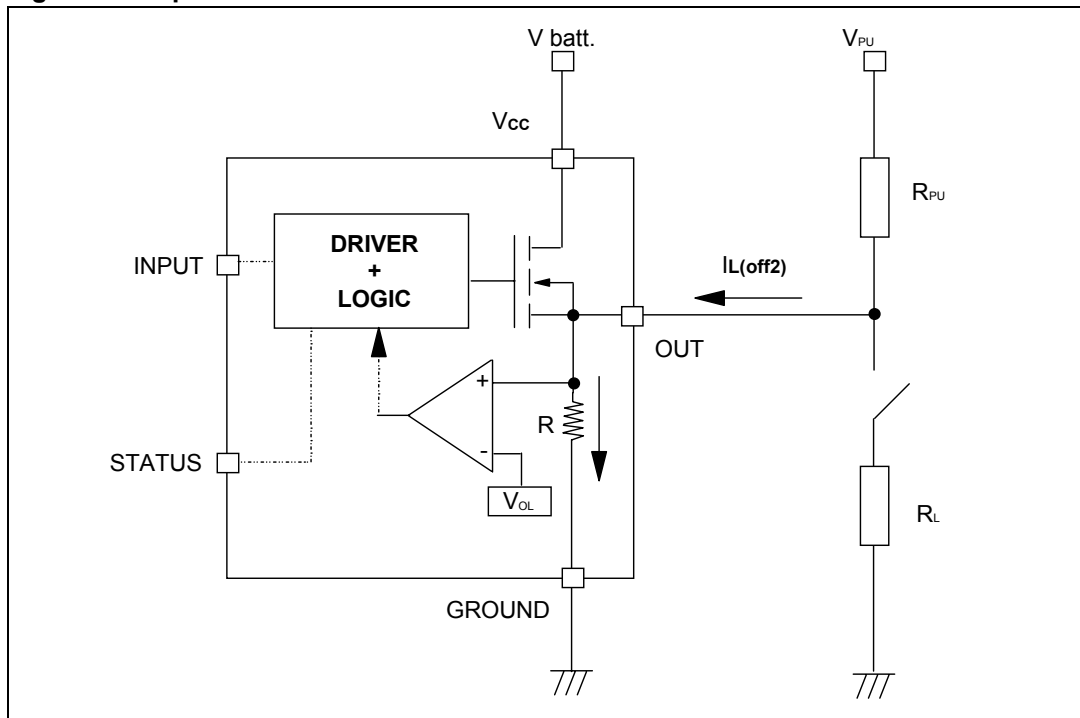 V batt.
VPU
Vcc
RPU
DRIVER
+
LOGIC
INPUT
IL(off2)
OUT
+
R
-
STATUS
VOL
RL
GROUND